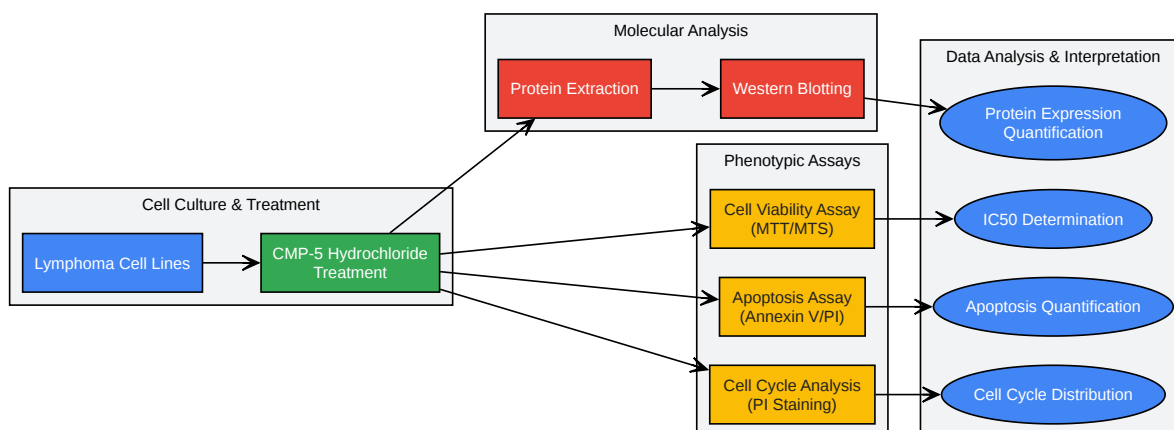 Molecular Analysis
Protein Extraction
Western Blotting
Data Analysis & Interpretation
Protein Expression
Quantification
Phenotypic Assays
Cell Viability Assay
(MTT/MTS)
IC50 Determination
Cell Culture & Treatment
Lymphoma Cell Lines
CMP-5 Hydrochloride
Treatment
Apoptosis Assay
(Annexin V/PI)
Apoptosis Quantification
Cell Cycle Analysis
(PI Staining)
Cell Cycle Distribution